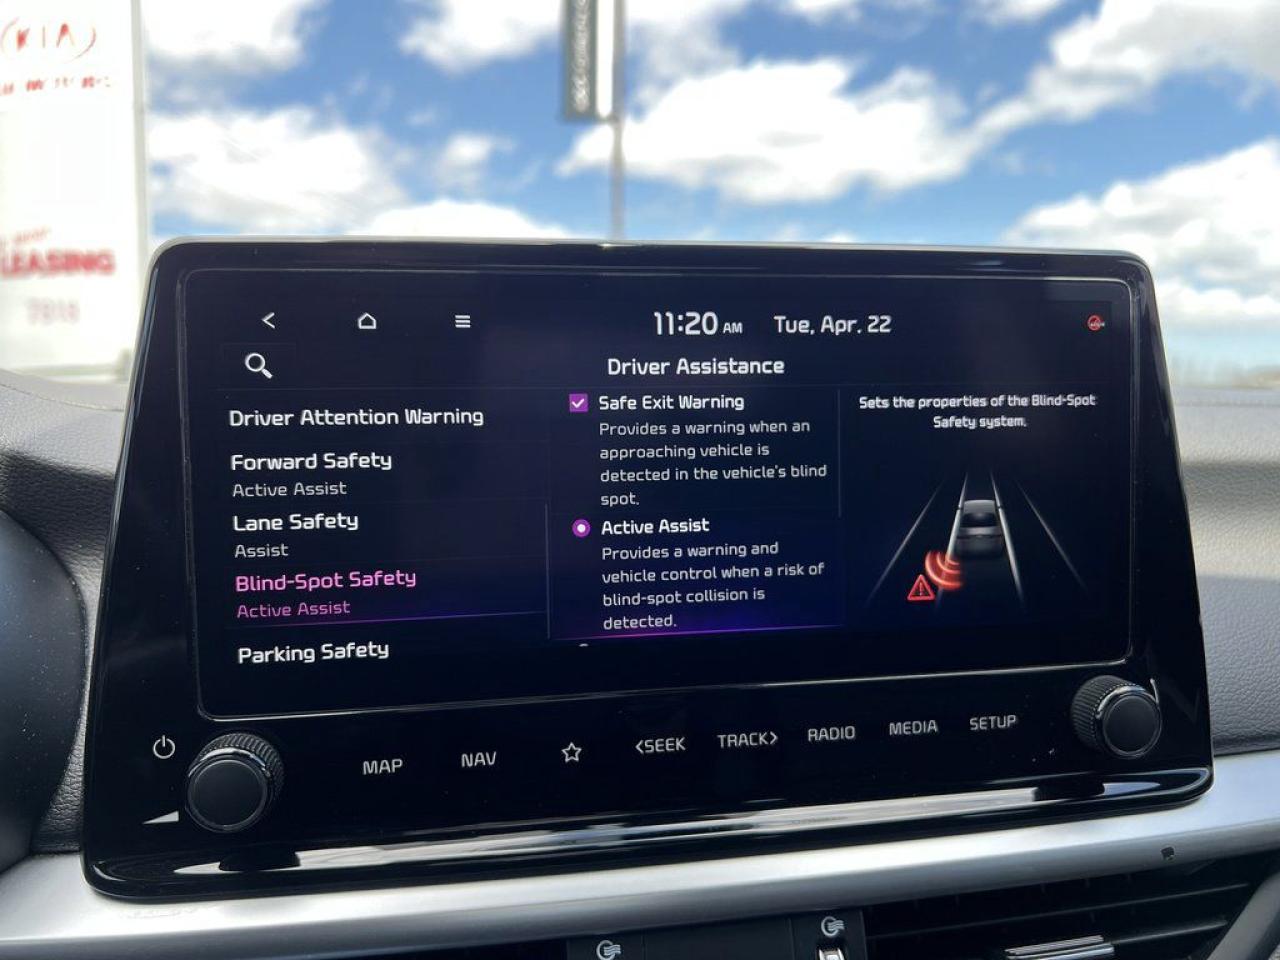 KIA
LEASING
11:20 AM Tue, Apr. 22
Driver Assistance
Driver Attention Warning
Forward Safety
Active Assist
Lane Safety
Assist
Blind-Spot Safety
Active Assist
Parking Safety
Safe Exit Warning
Provides a warning when an
approaching vehicle is
detected in the vehicle's blind
spot.
Active Assist
Provides a warning and
vehicle control when a risk of
blind-spot collision is
detected.
Sets the properties of the Blind-Spot
Safety system.
MAP NAV <SEEK TRACK> RADIO MEDIA SETUP